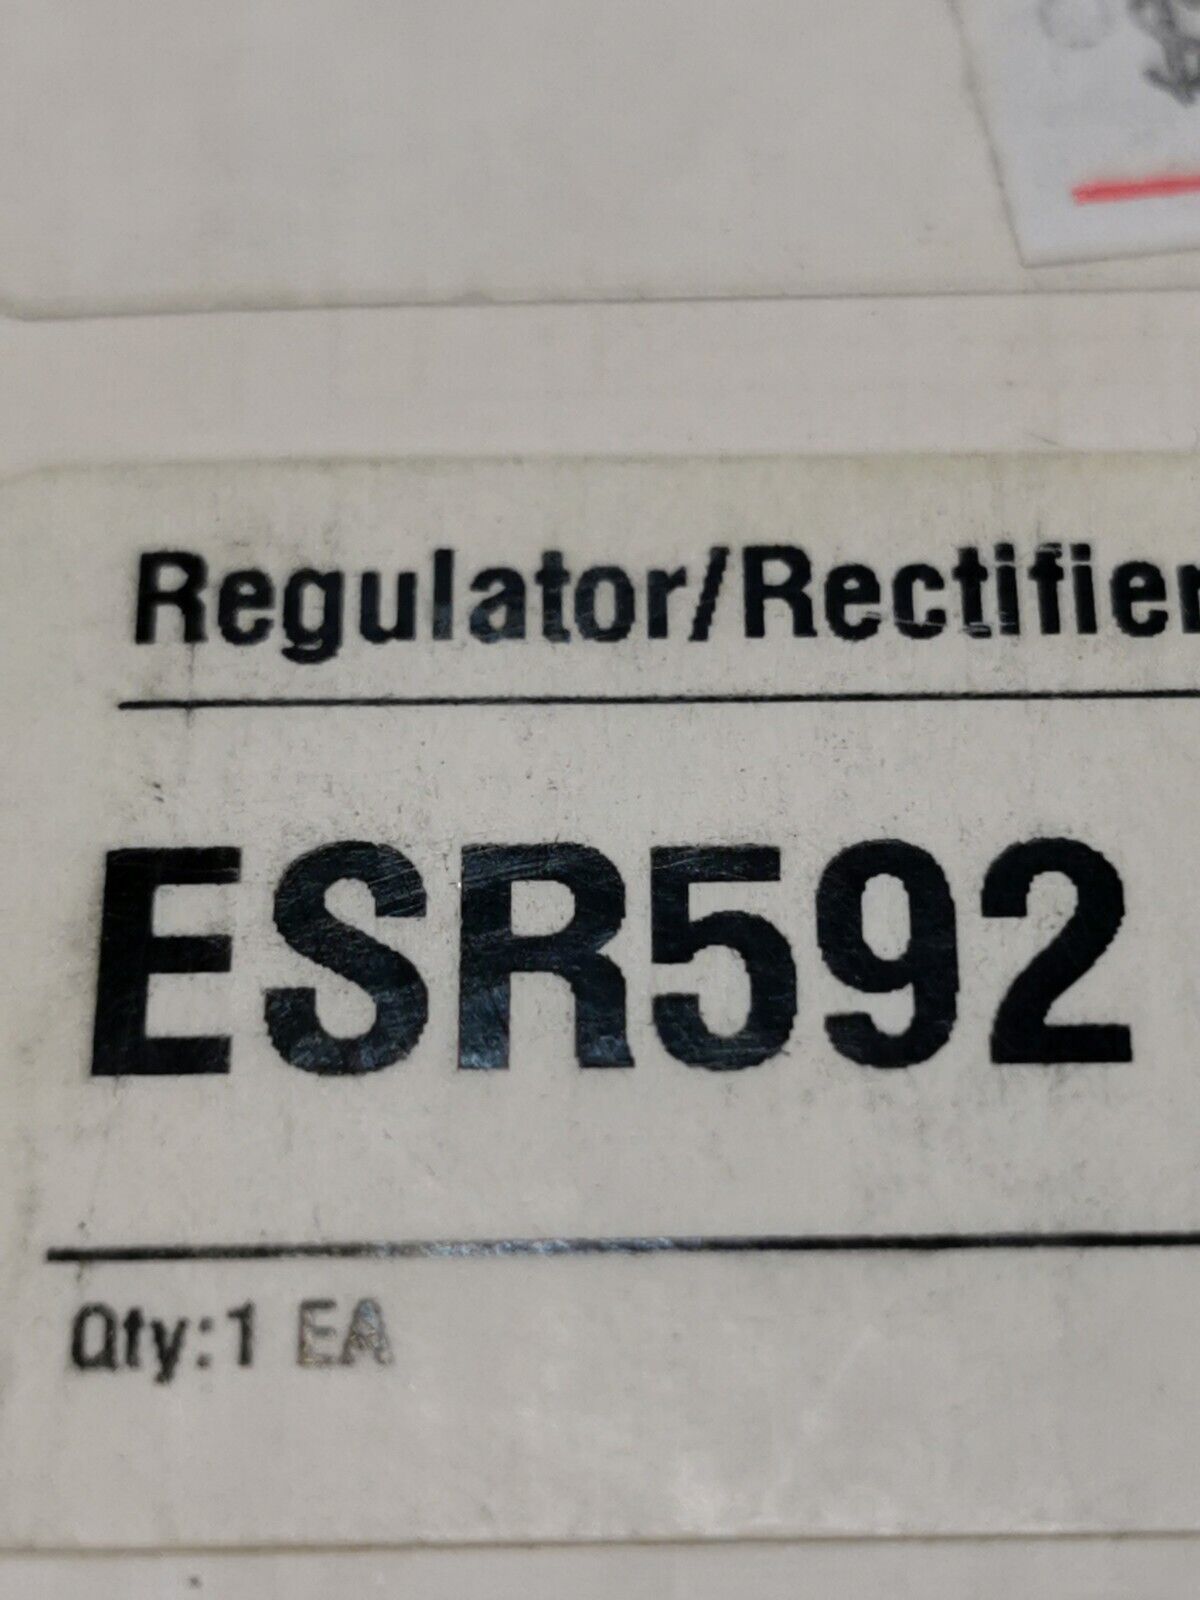 Regulator/Rectifier
ESR592
Qty:1 EA